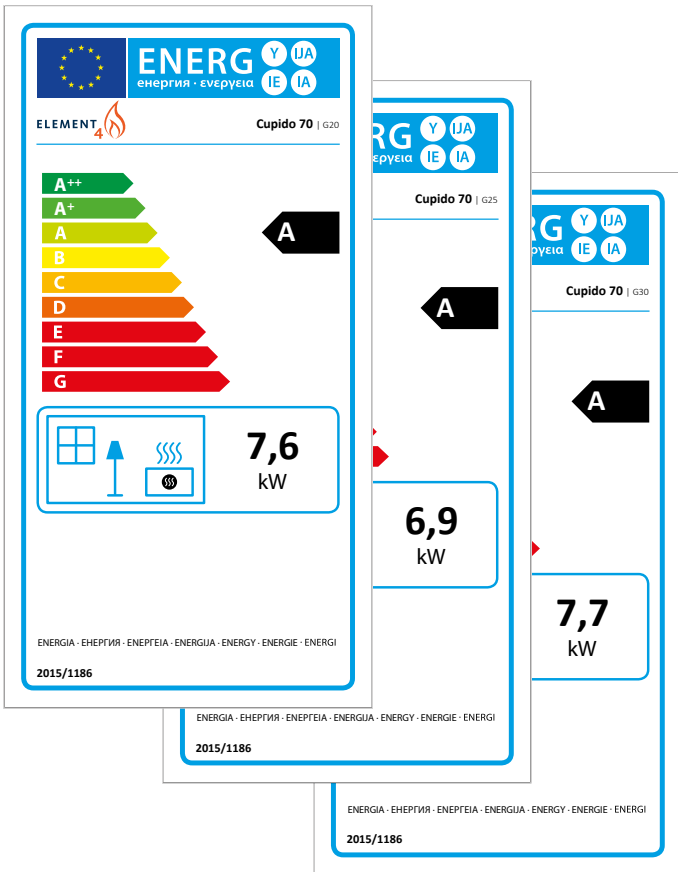 ENERG Y IJA
енергия · ενεργεια IE IA
ELEMENT4
Cupido 70 | G20
A++
A+
A
B
C
D
E
F
G
A
7,6
kW
ENERGIA · ЕНЕРГИЯ · ΕΝΕΡΓΕΙΑ · ENERGIJA · ENERGY · ENERGIE · ENERGI
2015/1186
RG Y IJA
ργεια IE IA
Cupido 70 | G25
A
6,9
kW
ENERGIA · ЕНЕРГИЯ · ΕΝΕΡΓΕΙΑ · ENERGIJA · ENERGY · ENERGIE · ENERGI
2015/1186
G Y IJA
γεια IE IA
Cupido 70 | G30
A
7,7
kW
ENERGIA · ЕНЕРГИЯ · ΕΝΕΡΓΕΙΑ · ENERGIJA · ENERGY · ENERGIE · ENERGI
2015/1186